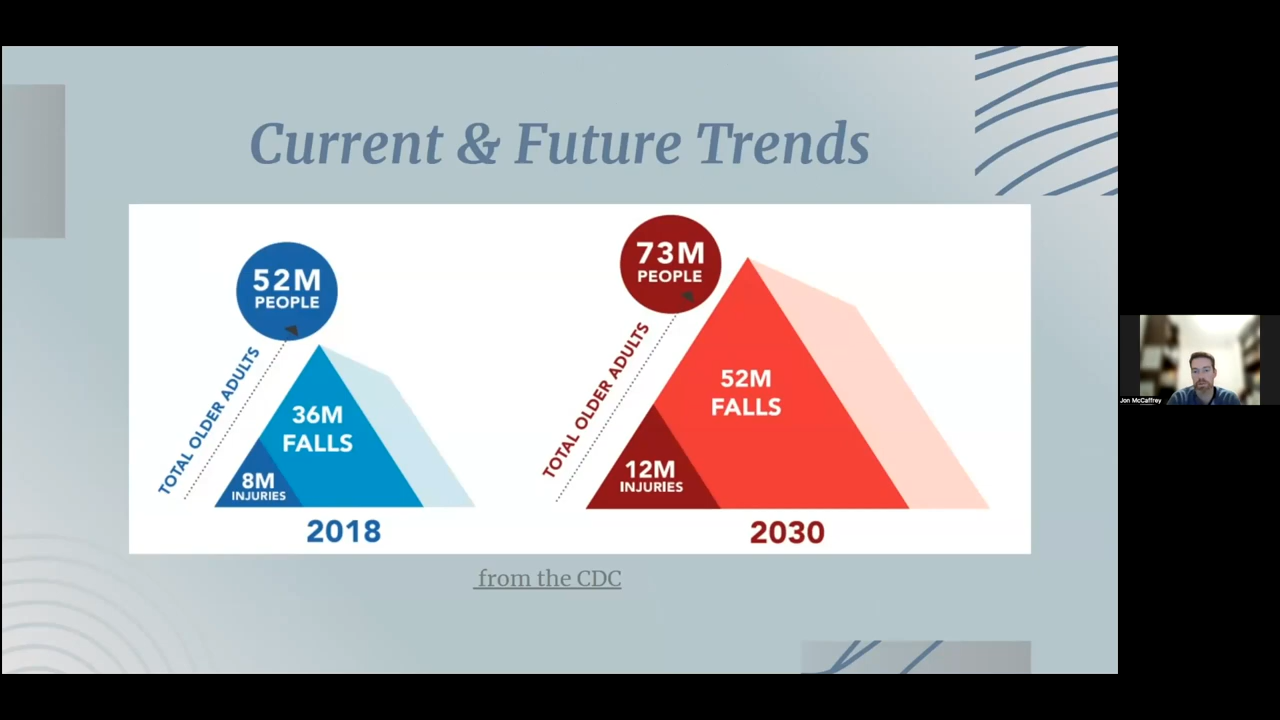 Current & Future Trends
52M
PEOPLE
TOTAL OLDER ADULTS
36M
FALLS
8M
INJURIES
2018
73M
PEOPLE
TOTAL OLDER ADULTS
52M
FALLS
12M
INJURIES
2030
from the CDC
Jon McCaffrey